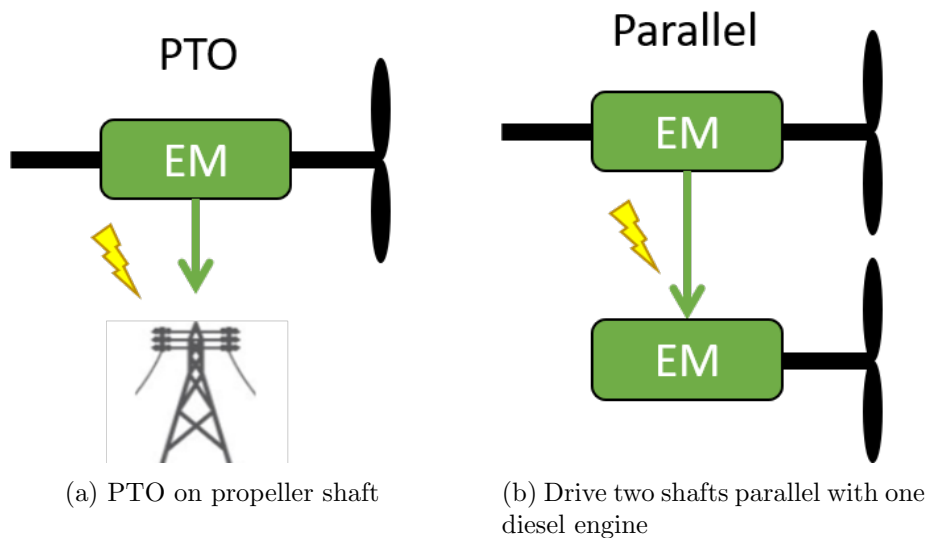 PTO
EM
(a) PTO on propeller shaft
Parallel
EM
EM
(b) Drive two shafts parallel with one
diesel engine